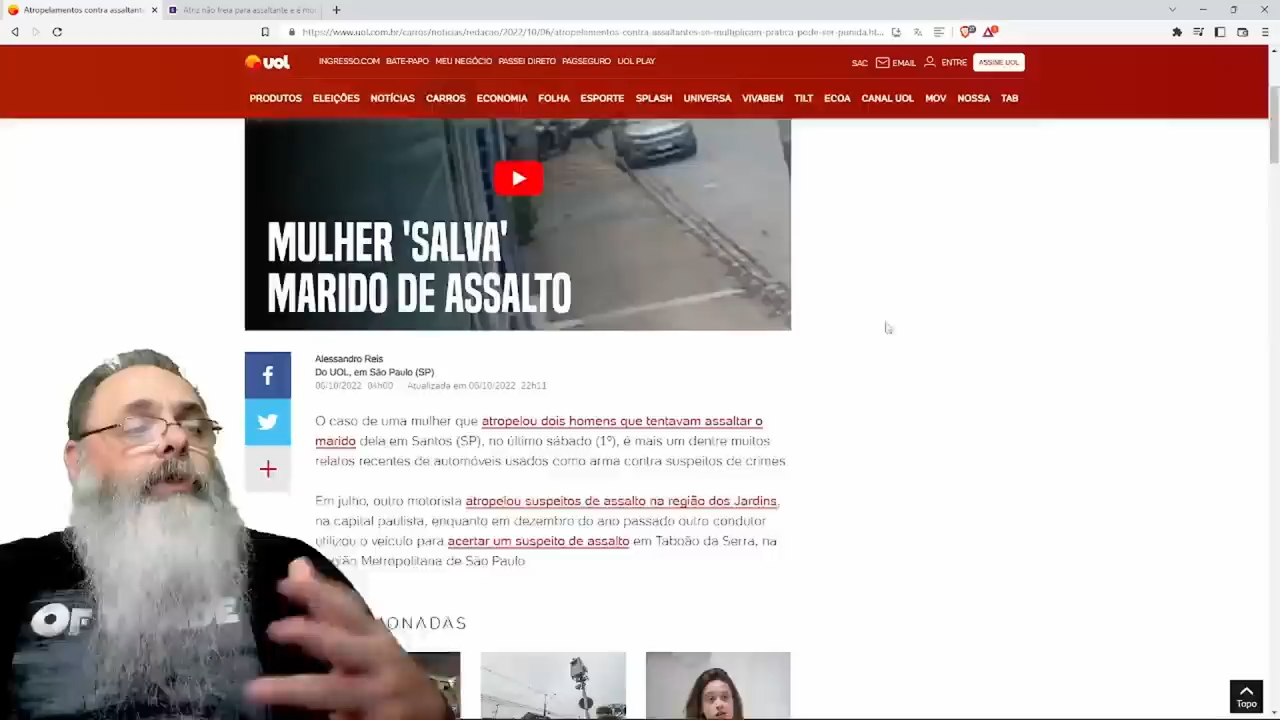 Atropelamentos contra assaltante
Atriz não freia para assaltante e é mo
https://www.uol.com.br/carros/noticias/redacao/2022/10/06/atropelamentos-contra-assaltantes-se-multiplicam-pratica-pode-ser-punida.ht...
UOL
INGRESSO.COM BATE-PAPO MEU NEGÓCIO PASSEI DIRETO PAGSEGURO UOL PLAY
SAC EMAIL ENTRE ASSINE UOL
PRODUTOS ELEIÇÕES NOTÍCIAS CARROS ECONOMIA FOLHA ESPORTE SPLASH UNIVERSA VIVABEM TILT ECOA CANAL UOL MOV NOSSA TAB
MULHER 'SALVA'
MARIDO DE ASSALTO
Alessandro Reis
Do UOL, em São Paulo (SP)
06/10/2022 04h00 Atualizada em 06/10/2022 22h11
O caso de uma mulher que atropelou dois homens que tentavam assaltar o
marido dela em Santos (SP), no último sábado (1º), é mais um dentre muitos
relatos recentes de automóveis usados como arma contra suspeitos de crimes
Em julho, outro motorista atropelou suspeitos de assalto na região dos Jardins,
na capital paulista, enquanto em dezembro do ano passado outro condutor
utilizou o veículo para acertar um suspeito de assalto em Taboão da Serra, na
gião Metropolitana de São Paulo
ONADAS
Topo